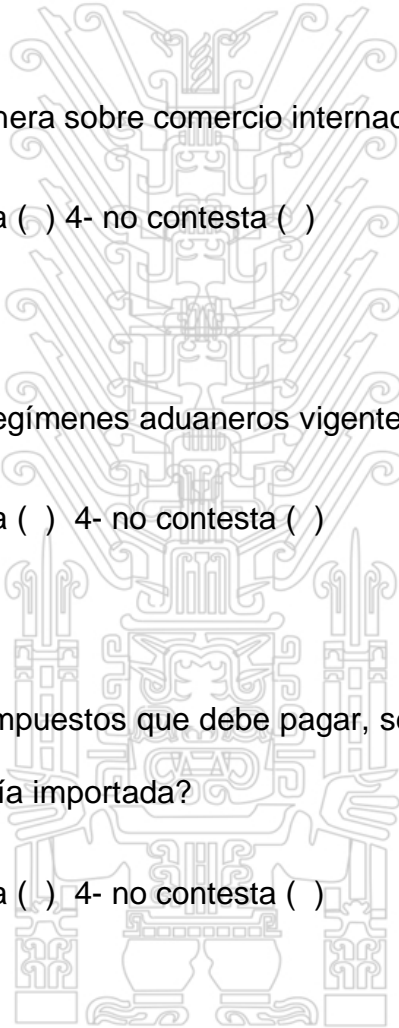 nera sobre comercio internac
a ( ) 4- no contesta ( )
egímenes aduaneros vigente
a ( ) 4- no contesta ( )
mpuestos que debe pagar, s
ía importada?
a ( ) 4- no contesta ( )